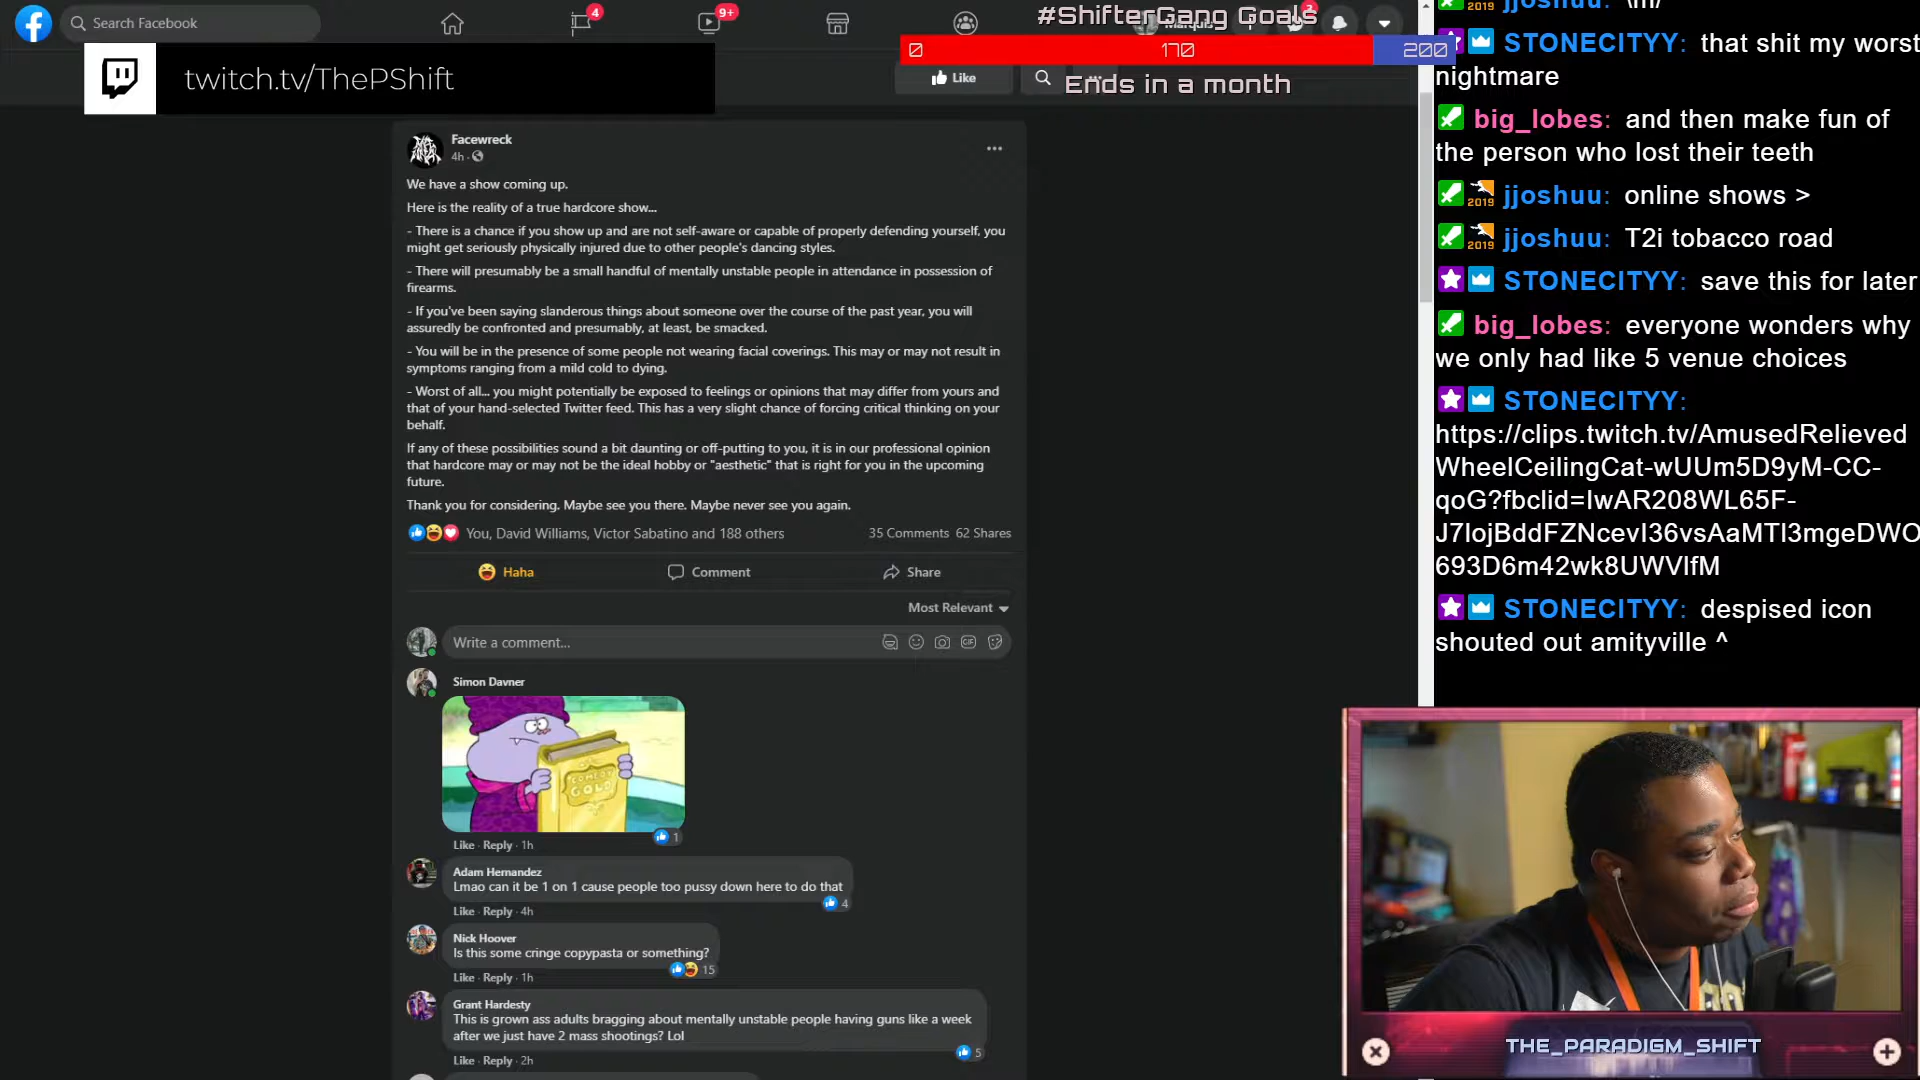 Search Facebook
4
9+
#ShifterGang Goals
0
170
200
Ends in a month
twitch.tv/ThePShift
Like
Facewreck
4h
We have a show coming up.
Here is the reality of a true hardcore show...
- There is a chance if you show up and are not self-aware or capable of properly defending yourself, you
might get seriously physically injured due to other people's dancing styles.
- There will presumably be a small handful of mentally unstable people in attendance in possession of
firearms.
- If you've been saying slanderous things about someone over the course of the past year, you will
assuredly be confronted and presumably, at least, be smacked.
- You will be in the presence of some people not wearing facial coverings. This may or may not result in
symptoms ranging from a mild cold to dying.
- Worst of all... you might potentially be exposed to feelings or opinions that may differ from yours and
that of your hand-selected Twitter feed. This has a very slight chance of forcing critical thinking on your
behalf.
If any of these possibilities sound a bit daunting or off-putting to you, it is in our professional opinion
that hardcore may or may not be the ideal hobby or "aesthetic" that is right for you in the upcoming
future.
Thank you for considering. Maybe see you there. Maybe never see you again.
You, David Williams, Victor Sabatino and 188 others
35 Comments 62 Shares
Haha
Comment
Share
Most Relevant
Write a comment...
GIF
Simon Davner
COMEDY
GOLD
1
Like · Reply · 1h
Adam Hernandez
Lmao can it be 1 on 1 cause people too pussy down here to do that
4
Like · Reply · 4h
Nick Hoover
Is this some cringe copypasta or something?
15
Like · Reply · 1h
Grant Hardesty
This is grown ass adults bragging about mentally unstable people having guns like a week
after we just have 2 mass shootings? Lol
5
Like · Reply · 2h
2019 jjoshuu: \m/
STONECITYY: that shit my worst
nightmare
big_lobes: and then make fun of
the person who lost their teeth
2019 jjoshuu: online shows >
2019 jjoshuu: T2i tobacco road
STONECITYY: save this for later
big_lobes: everyone wonders why
we only had like 5 venue choices
STONECITYY:
https://clips.twitch.tv/AmusedRelieved
WheelCeilingCat-wUUm5D9yM-CC-
qoG?fbclid=IwAR208WL65F-
J7lojBddFZNcevI36vsAaMTl3mgeDWO
693D6m42wk8UWVlfM
STONECITYY: despised icon
shouted out amityville ^
THE_PARADIGM_SHIFT